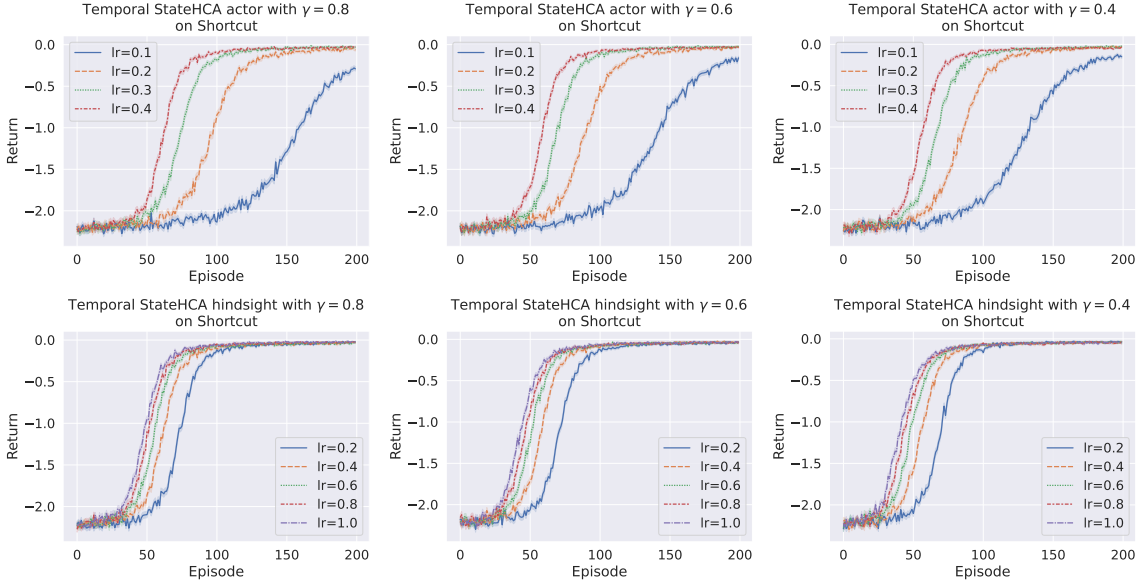 Temporal StateHCA actor with γ = 0.8
on Shortcut
0.0
−0.5
−1.0
−1.5
−2.0
Return
lr=0.1
lr=0.2
lr=0.3
lr=0.4
0
50
100
150
200
Episode
Temporal StateHCA actor with γ = 0.6
on Shortcut
0.0
−0.5
−1.0
−1.5
−2.0
Return
lr=0.1
lr=0.2
lr=0.3
lr=0.4
0
50
100
150
200
Episode
Temporal StateHCA actor with γ = 0.4
on Shortcut
0.0
−0.5
−1.0
−1.5
−2.0
Return
lr=0.1
lr=0.2
lr=0.3
lr=0.4
0
50
100
150
200
Episode
Temporal StateHCA hindsight with γ = 0.8
on Shortcut
0.0
−0.5
−1.0
−1.5
−2.0
Return
lr=0.2
lr=0.4
lr=0.6
lr=0.8
lr=1.0
0
50
100
150
200
Episode
Temporal StateHCA hindsight with γ = 0.6
on Shortcut
0.0
−0.5
−1.0
−1.5
−2.0
Return
lr=0.2
lr=0.4
lr=0.6
lr=0.8
lr=1.0
0
50
100
150
200
Episode
Temporal StateHCA hindsight with γ = 0.4
on Shortcut
0.0
−0.5
−1.0
−1.5
−2.0
Return
lr=0.2
lr=0.4
lr=0.6
lr=0.8
lr=1.0
0
50
100
150
200
Episode